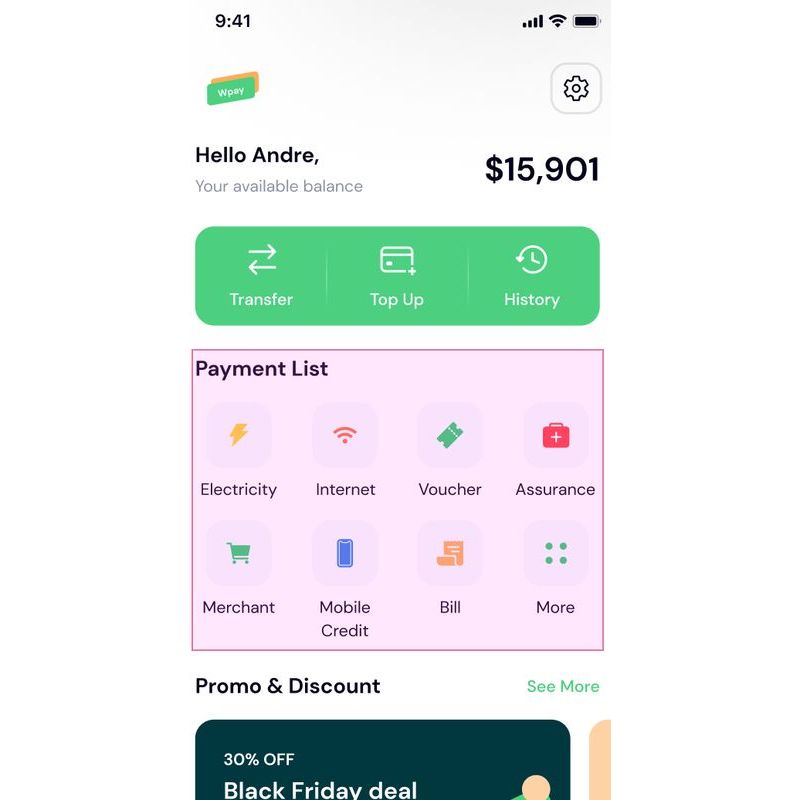 9:41
Wpay
Hello Andre,
$15,901
Your available balance
Transfer
Top Up
History
Payment List
Electricity
Internet
Voucher
Assurance
Merchant
Mobile
Credit
Bill
More
Promo & Discount
See More
30% OFF
Black Friday deal